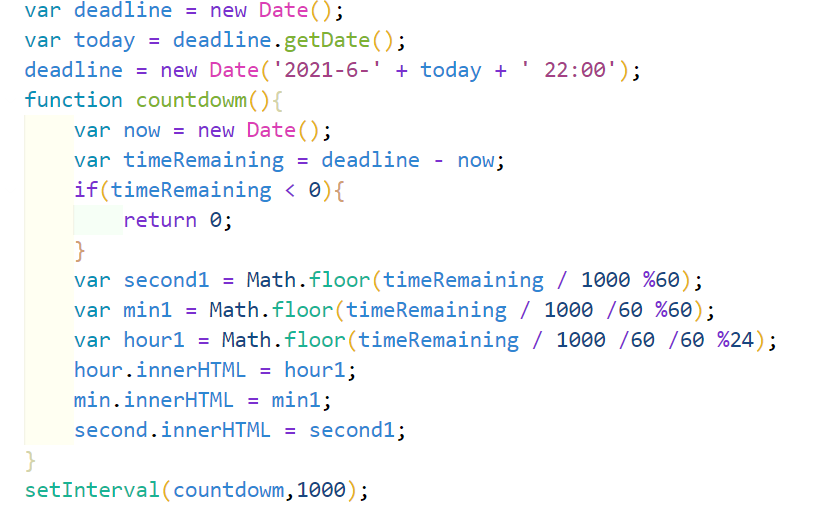 var deadline = new Date();
var today = deadline.getDate();
deadline = new Date('2021-6-' + today + ' 22:00');
function countdowm(){
    var now = new Date();
    var timeRemaining = deadline - now;
    if(timeRemaining < 0){
        return 0;
    }
    var second1 = Math.floor(timeRemaining / 1000 %60);
    var min1 = Math.floor(timeRemaining / 1000 /60 %60);
    var hour1 = Math.floor(timeRemaining / 1000 /60 /60 %24);
    hour.innerHTML = hour1;
    min.innerHTML = min1;
    second.innerHTML = second1;
}
setInterval(countdowm,1000);